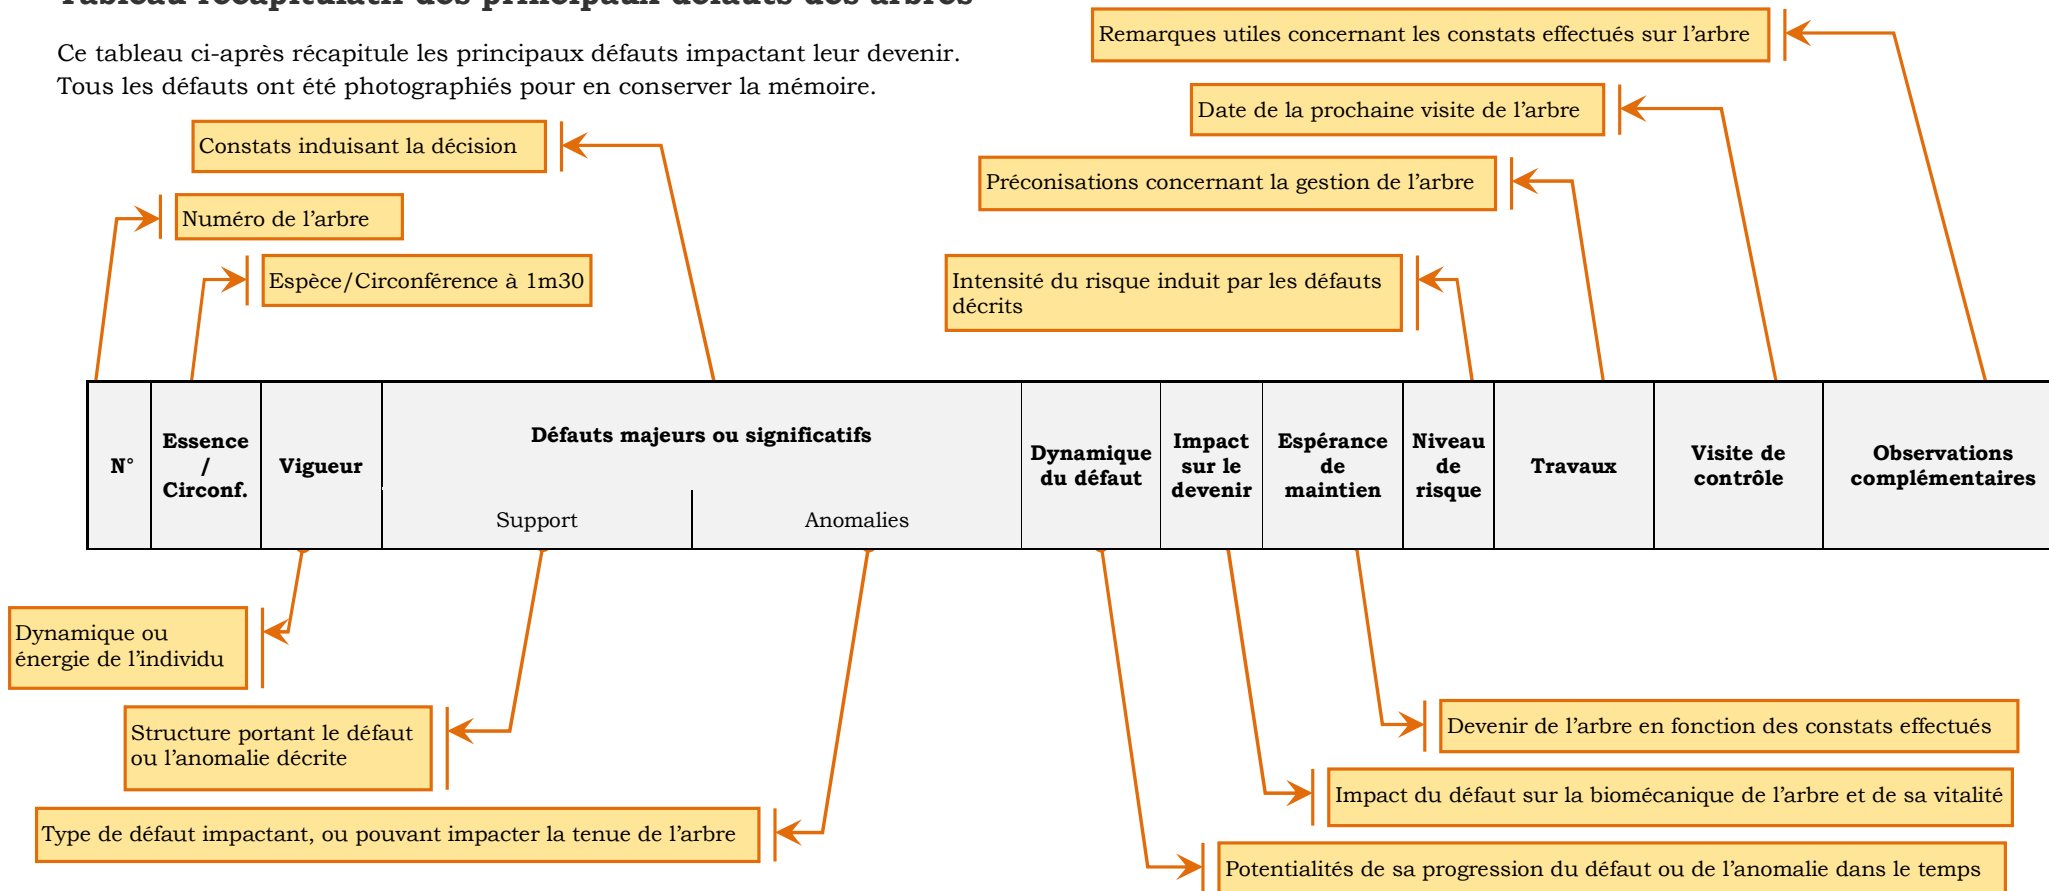 Tableau récapitulatif des principaux défauts des arbres
Ce tableau ci-après récapitule les principaux défauts impactant leur devenir.
Tous les défauts ont été photographiés pour en conserver la mémoire.
Remarques utiles concernant les constats effectués sur l’arbre
Date de la prochaine visite de l’arbre
Constats induisant la décision
Préconisations concernant la gestion de l’arbre
Numéro de l’arbre
Espèce/Circonférence à 1m30
Intensité du risque induit par les défauts
décrits
N°
Essence
/
Circonf.
Vigueur
Défauts majeurs ou significatifs
Support
Anomalies
Dynamique
du défaut
Impact
sur le
devenir
Espérance
de
maintien
Niveau
de
risque
Travaux
Visite de
contrôle
Observations
complémentaires
Dynamique ou
énergie de l’individu
Structure portant le défaut
ou l’anomalie décrite
Type de défaut impactant, ou pouvant impacter la tenue de l’arbre
Devenir de l’arbre en fonction des constats effectués
Impact du défaut sur la biomécanique de l’arbre et de sa vitalité
Potentialités de sa progression du défaut ou de l’anomalie dans le temps